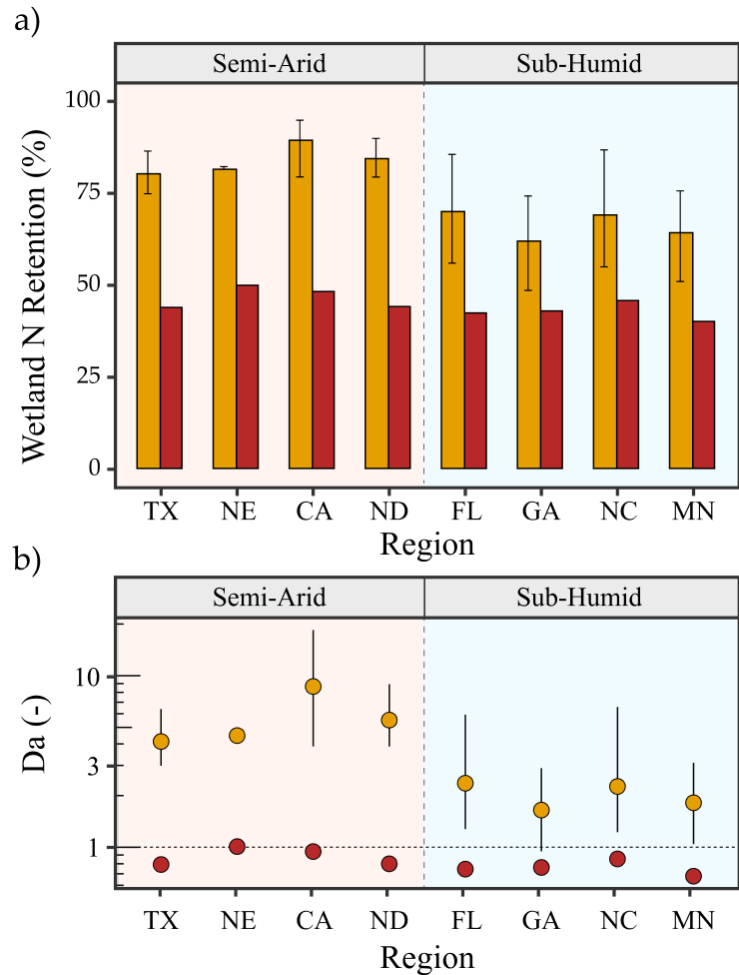 a)
Semi-Arid Sub-Humid
Wetland N Retention (%)
100
75
50
25
0
TX NE CA ND FL GA NC MN
Region
b)
Semi-Arid Sub-Humid
Da (-)
10
3
1
TX NE CA ND FL GA NC MN
Region